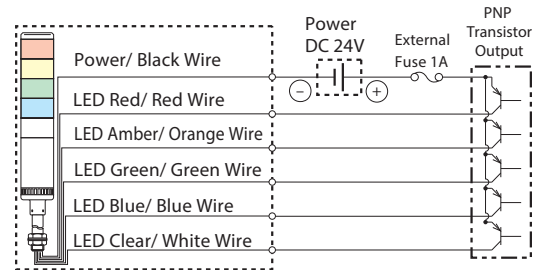 Power/ Black Wire
LED Red/ Red Wire
LED Amber/ Orange Wire
LED Green/ Green Wire
LED Blue/ Blue Wire
LED Clear/ White Wire
Power
DC 24V
−
+
External
Fuse 1A
PNP
Transistor
Output